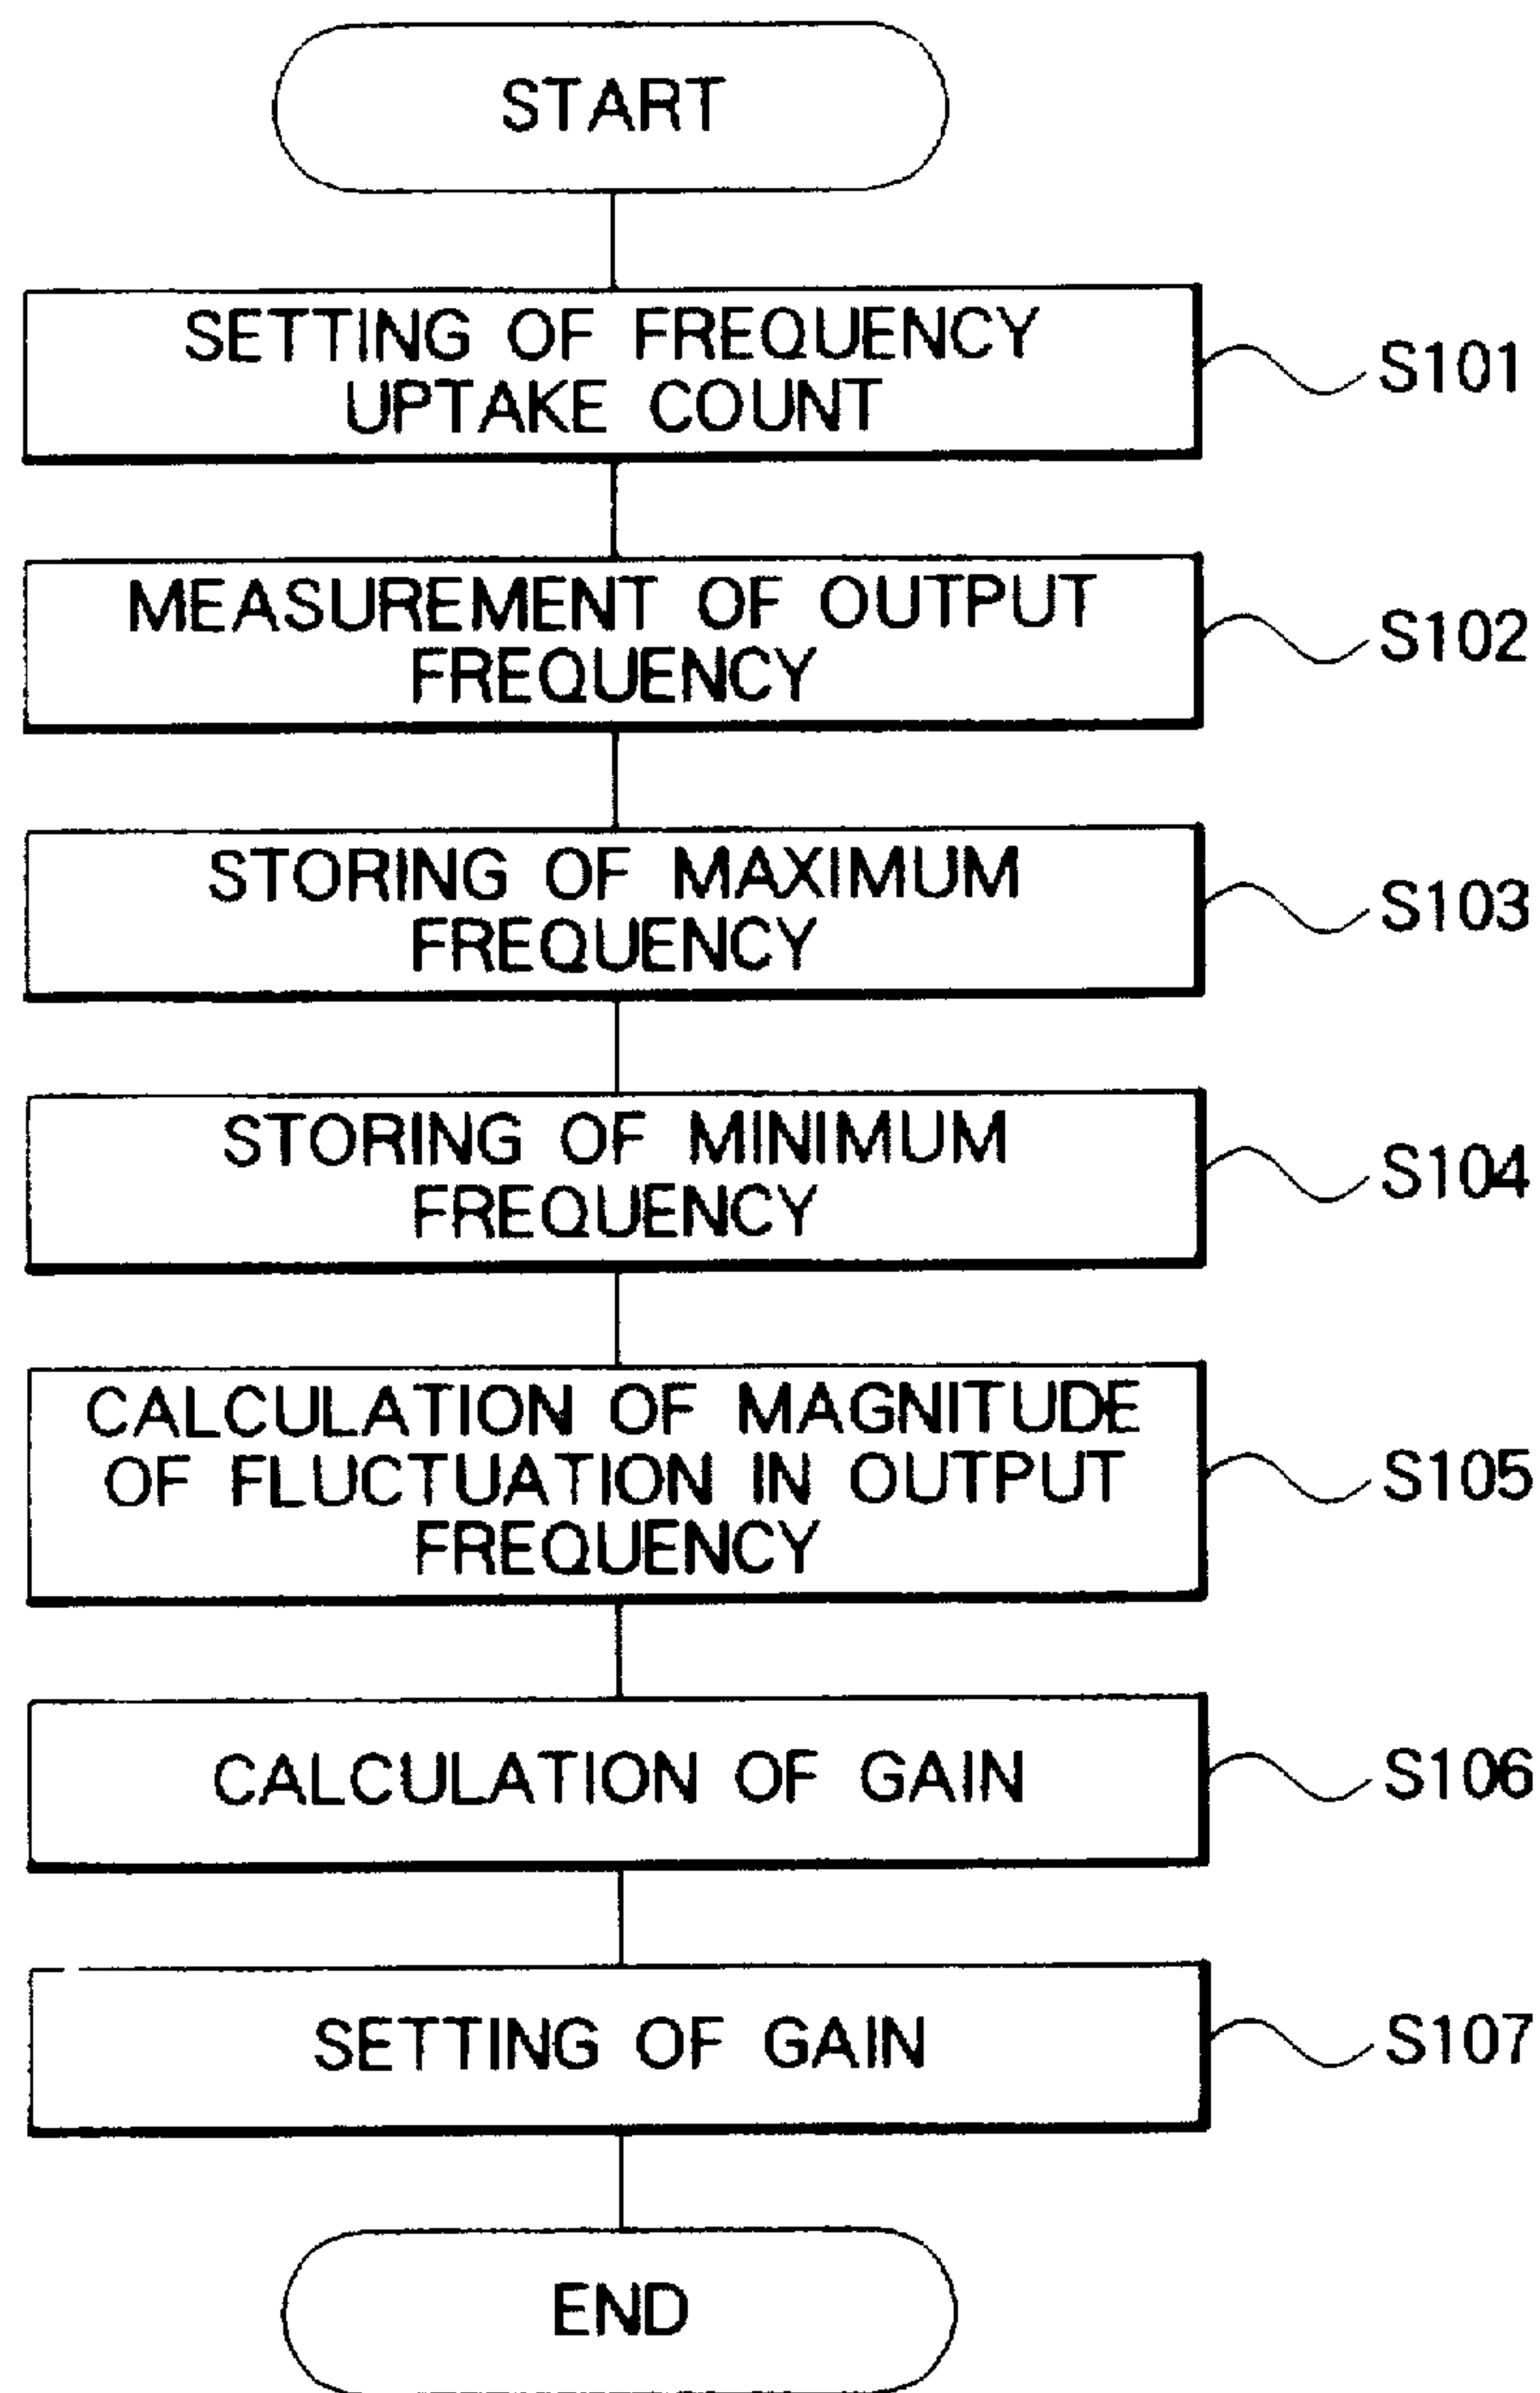 START
SETTING OF FREQUENCY
UPTAKE COUNT
S101
MEASUREMENT OF OUTPUT
FREQUENCY
S102
STORING OF MAXIMUM
FREQUENCY
S103
STORING OF MINIMUM
FREQUENCY
S104
CALCULATION OF MAGNITUDE
OF FLUCTUATION IN OUTPUT
FREQUENCY
S105
CALCULATION OF GAIN
S106
SETTING OF GAIN
S107
END